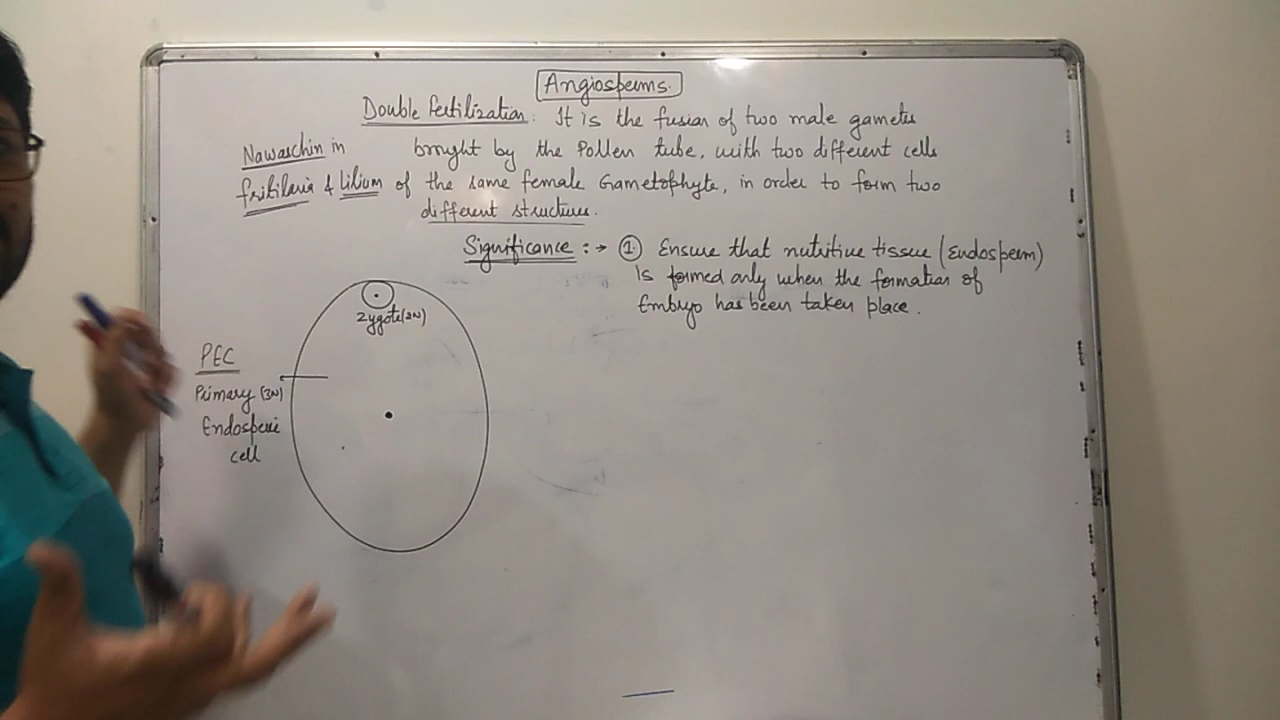 Angiosperms.
Double Fertilization: It is the fusion of two male gametes
Nawaschin in
brought by the Pollen tube, with two different cells
fritilaria & Lilium
of the same female Gametophyte, in order to form two
different structures.
Significance :→ ① Ensure that nutritive tissue (Endosperm)
is formed only when the formation of
Embryo has been taken place.
Zygote(2N)
PEC
Primary (3N)
Endosperm
cell